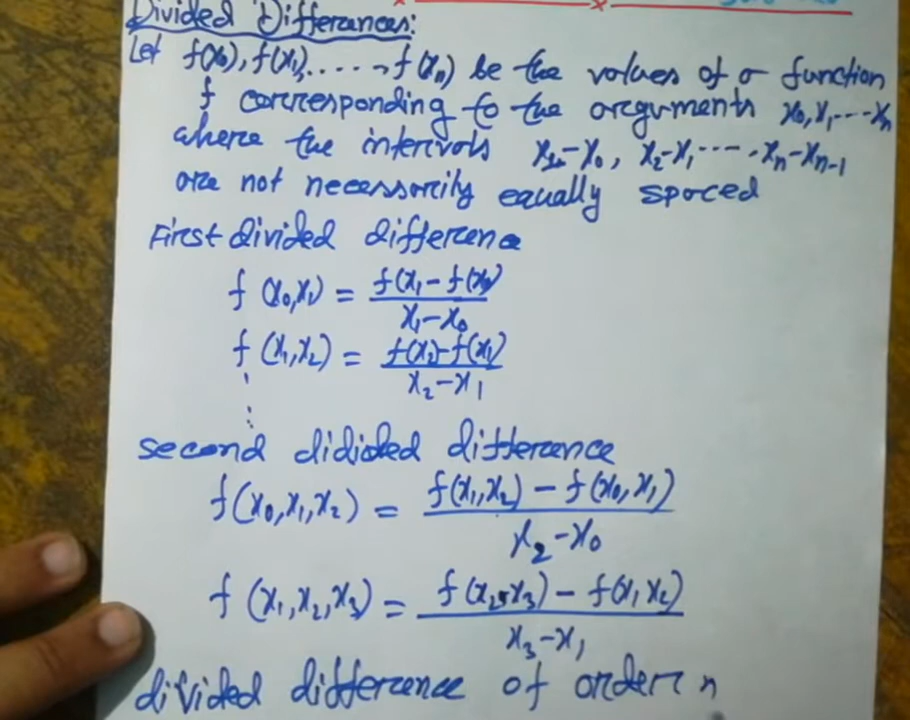 Divided Differences:
Let f(x₀), f(x₁), . . . . . , f(xₙ) be the values of a function
f corresponding to the arguments x₀, x₁, ---xₙ
where the intervals x₁-x₀, x₂-x₁, ---- , xₙ-xₙ₋₁
are not necessarily equally spaced
First divided difference
f(x₀,x₁) = f(x₁ - f(x₀) / x₁-x₀
f(x₁,x₂) = f(x₂)-f(x₁) / x₂-x₁
⋮
second didided difference
f(x₀,x₁,x₂) = f(x₁,x₂) - f(x₀,x₁) / x₂-x₀
f(x₁,x₂,x₃) = f(x₂,x₃) - f(x₁ x₂) / x₃-x₁
divided difference of order n